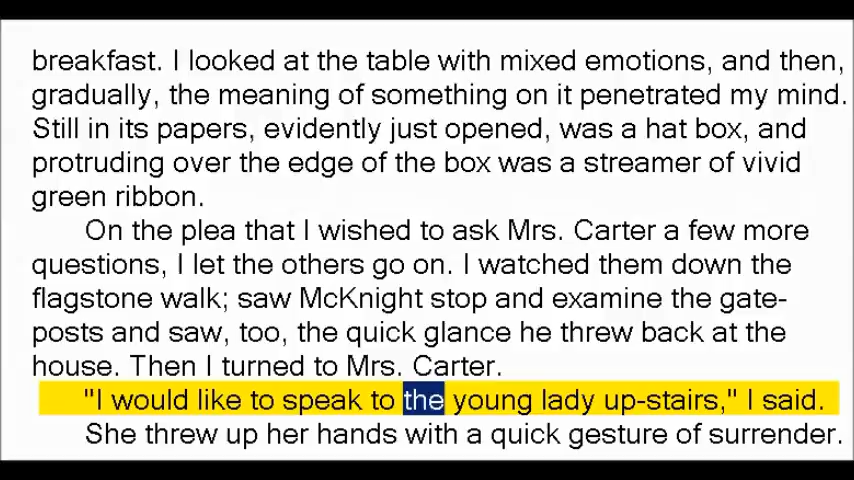 breakfast. I looked at the table with mixed emotions, and then,
gradually, the meaning of something on it penetrated my mind.
Still in its papers, evidently just opened, was a hat box, and
protruding over the edge of the box was a streamer of vivid
green ribbon.
On the plea that I wished to ask Mrs. Carter a few more
questions, I let the others go on. I watched them down the
flagstone walk; saw McKnight stop and examine the gate-
posts and saw, too, the quick glance he threw back at the
house. Then I turned to Mrs. Carter.
"I would like to speak to the young lady up-stairs," I said.
She threw up her hands with a quick gesture of surrender.